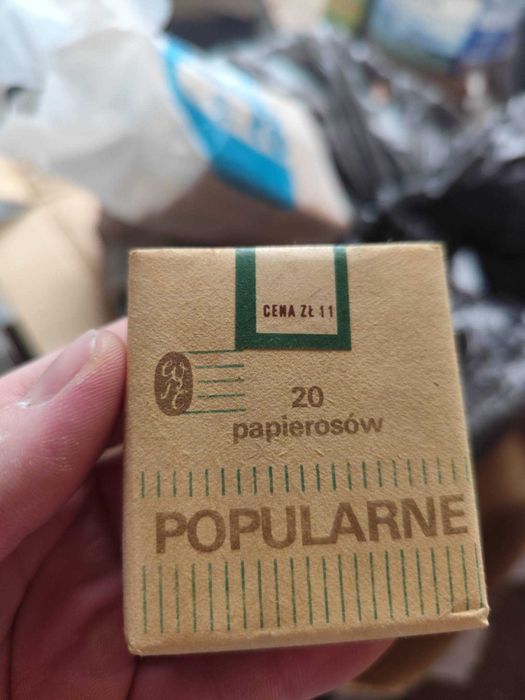 CENA ZŁ 11
20
papierosów
POPULARNE